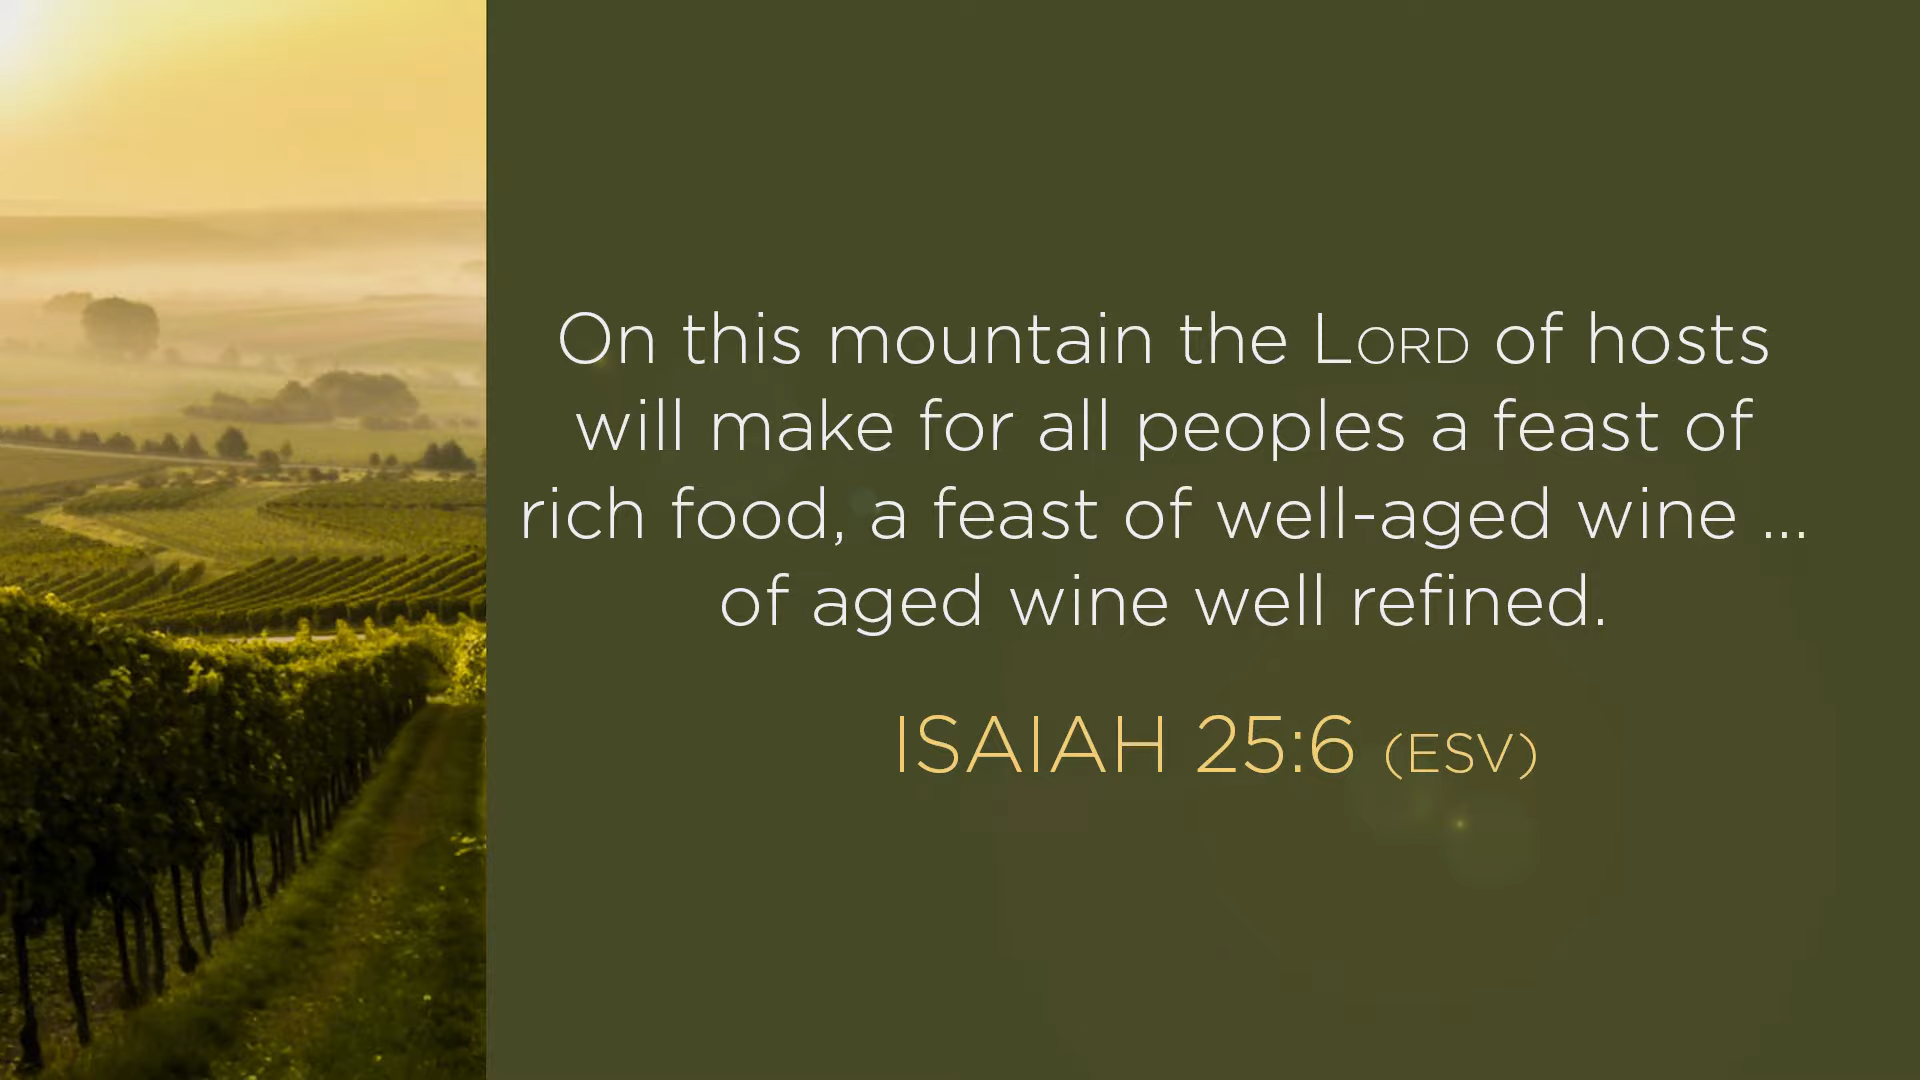 On this mountain the LORD of hosts
will make for all peoples a feast of
rich food, a feast of well-aged wine ...
of aged wine well refined.
ISAIAH 25:6 (ESV)